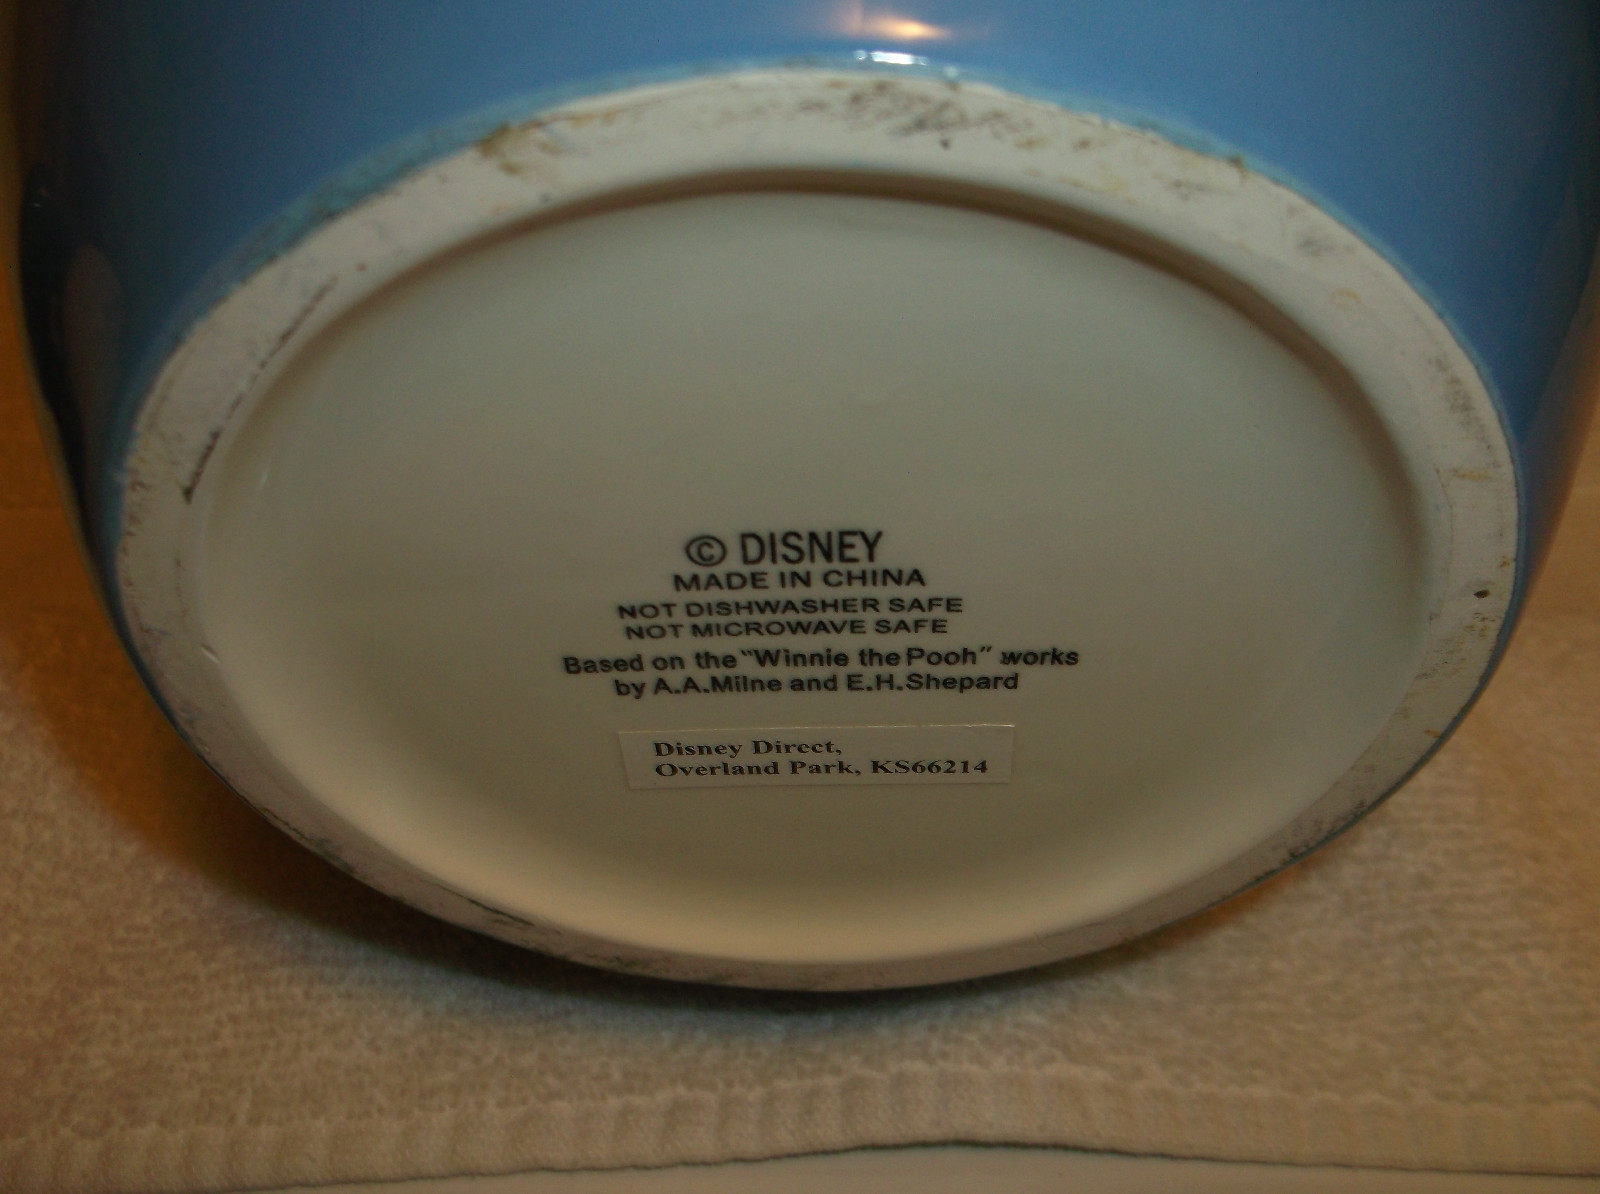 © DISNEY
MADE IN CHINA
NOT DISHWASHER SAFE
NOT MICROWAVE SAFE
Based on the "Winnie the Pooh" works
by A.A.Milne and E.H.Shepard
Disney Direct,
Overland Park, KS66214